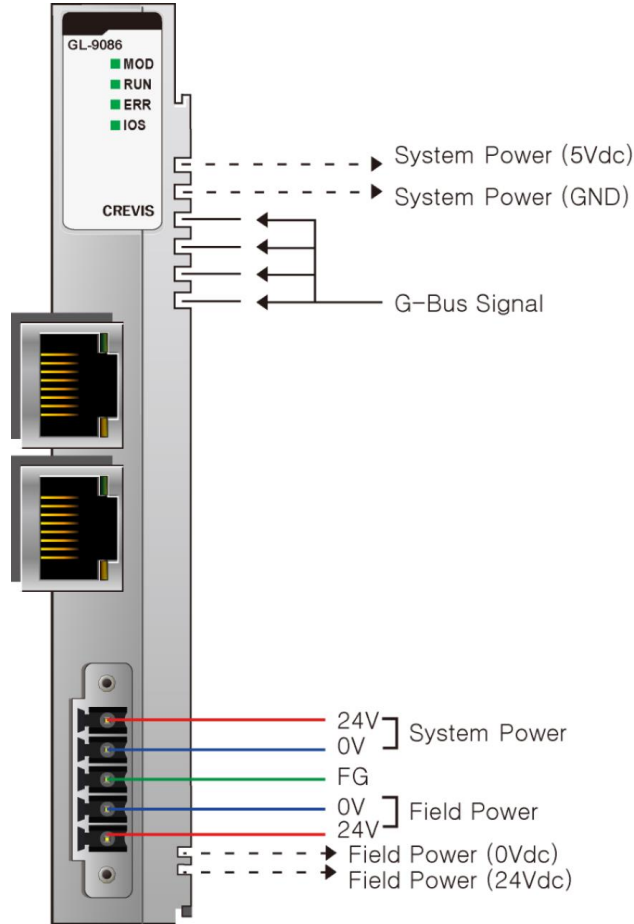 GL-9086
MOD
RUN
ERR
IOS
CREVIS
System Power (5Vdc)
System Power (GND)
G-Bus Signal
24V
0V
System Power
FG
0V
24V
Field Power
Field Power (0Vdc)
Field Power (24Vdc)